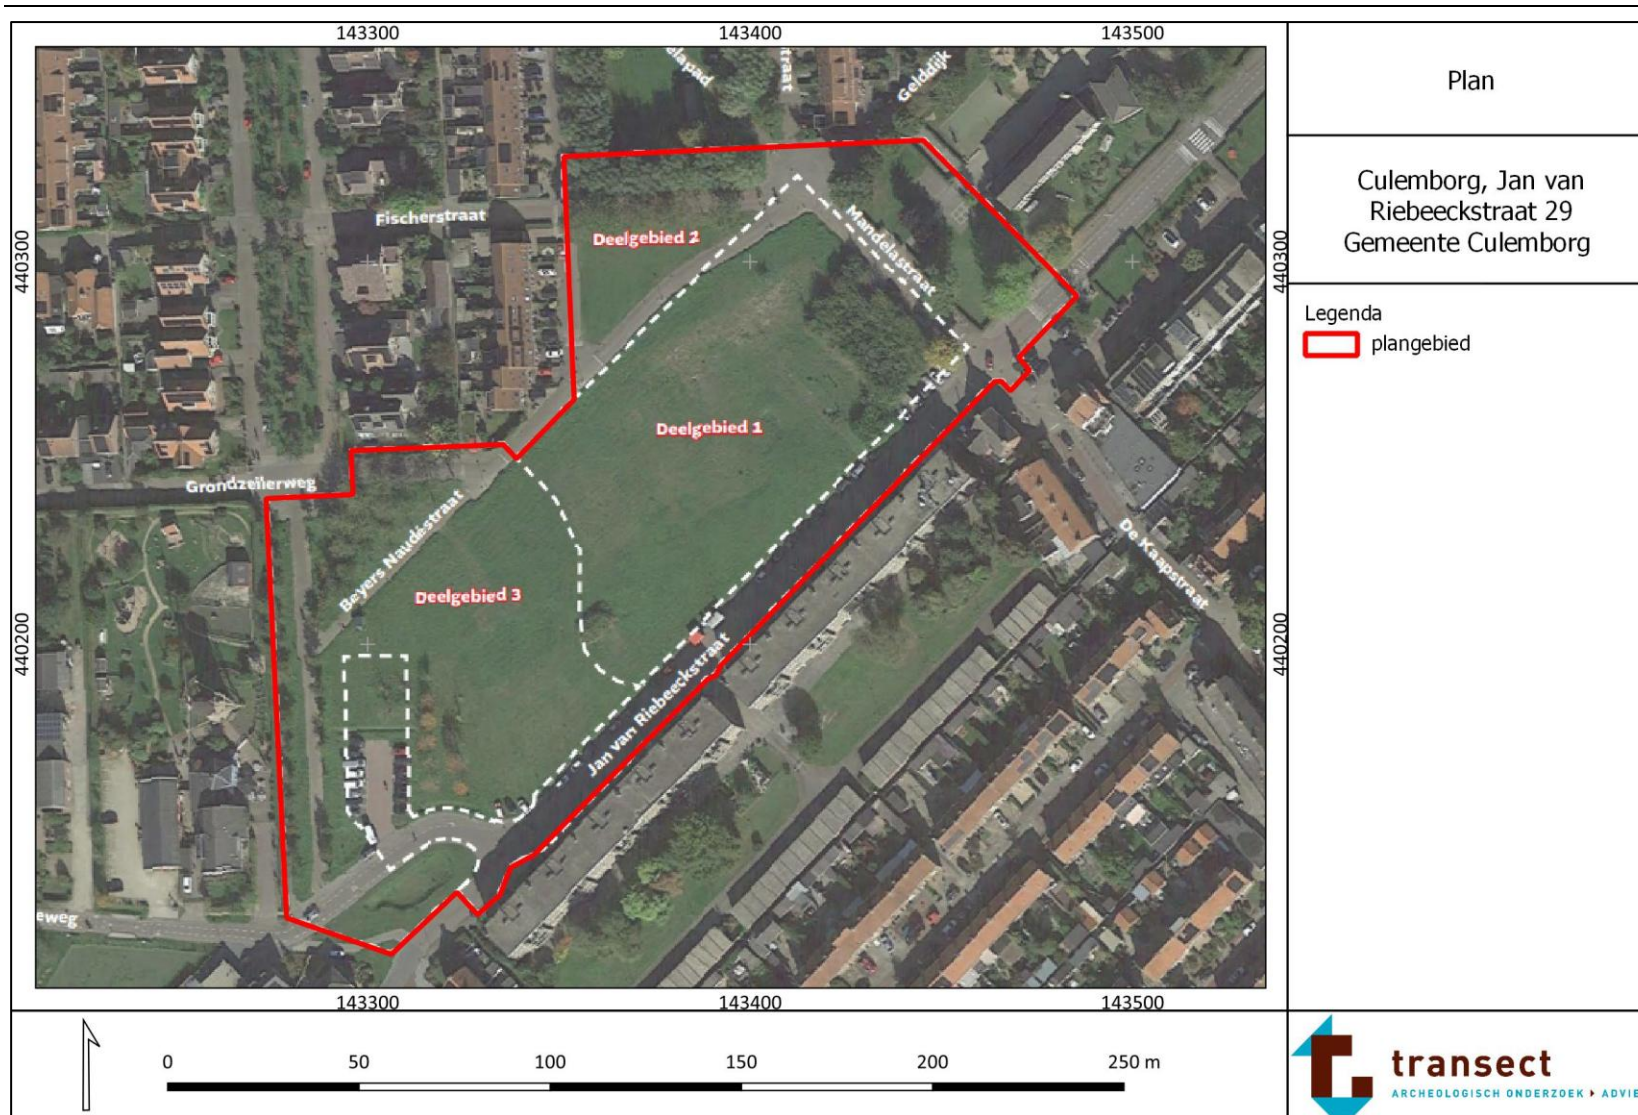 143300
143400
143500
440300
440200
440300
440200
elapad
traat
Gelddijk
Fischerstraat
Deelgebied 2
Mandelastraat
Deelgebied 1
Grondzeilerweg
Beyers Naudéstraat
De Kaapstraat
Deelgebied 3
Jan van Riebeeckstraat
eweg
143300
143400
143500
Plan
Culemborg, Jan van
Riebeeckstraat 29
Gemeente Culemborg
Legenda
plangebied
0
50
100
150
200
250 m
transect
ARCHEOLOGISCH ONDERZOEK ADVIE